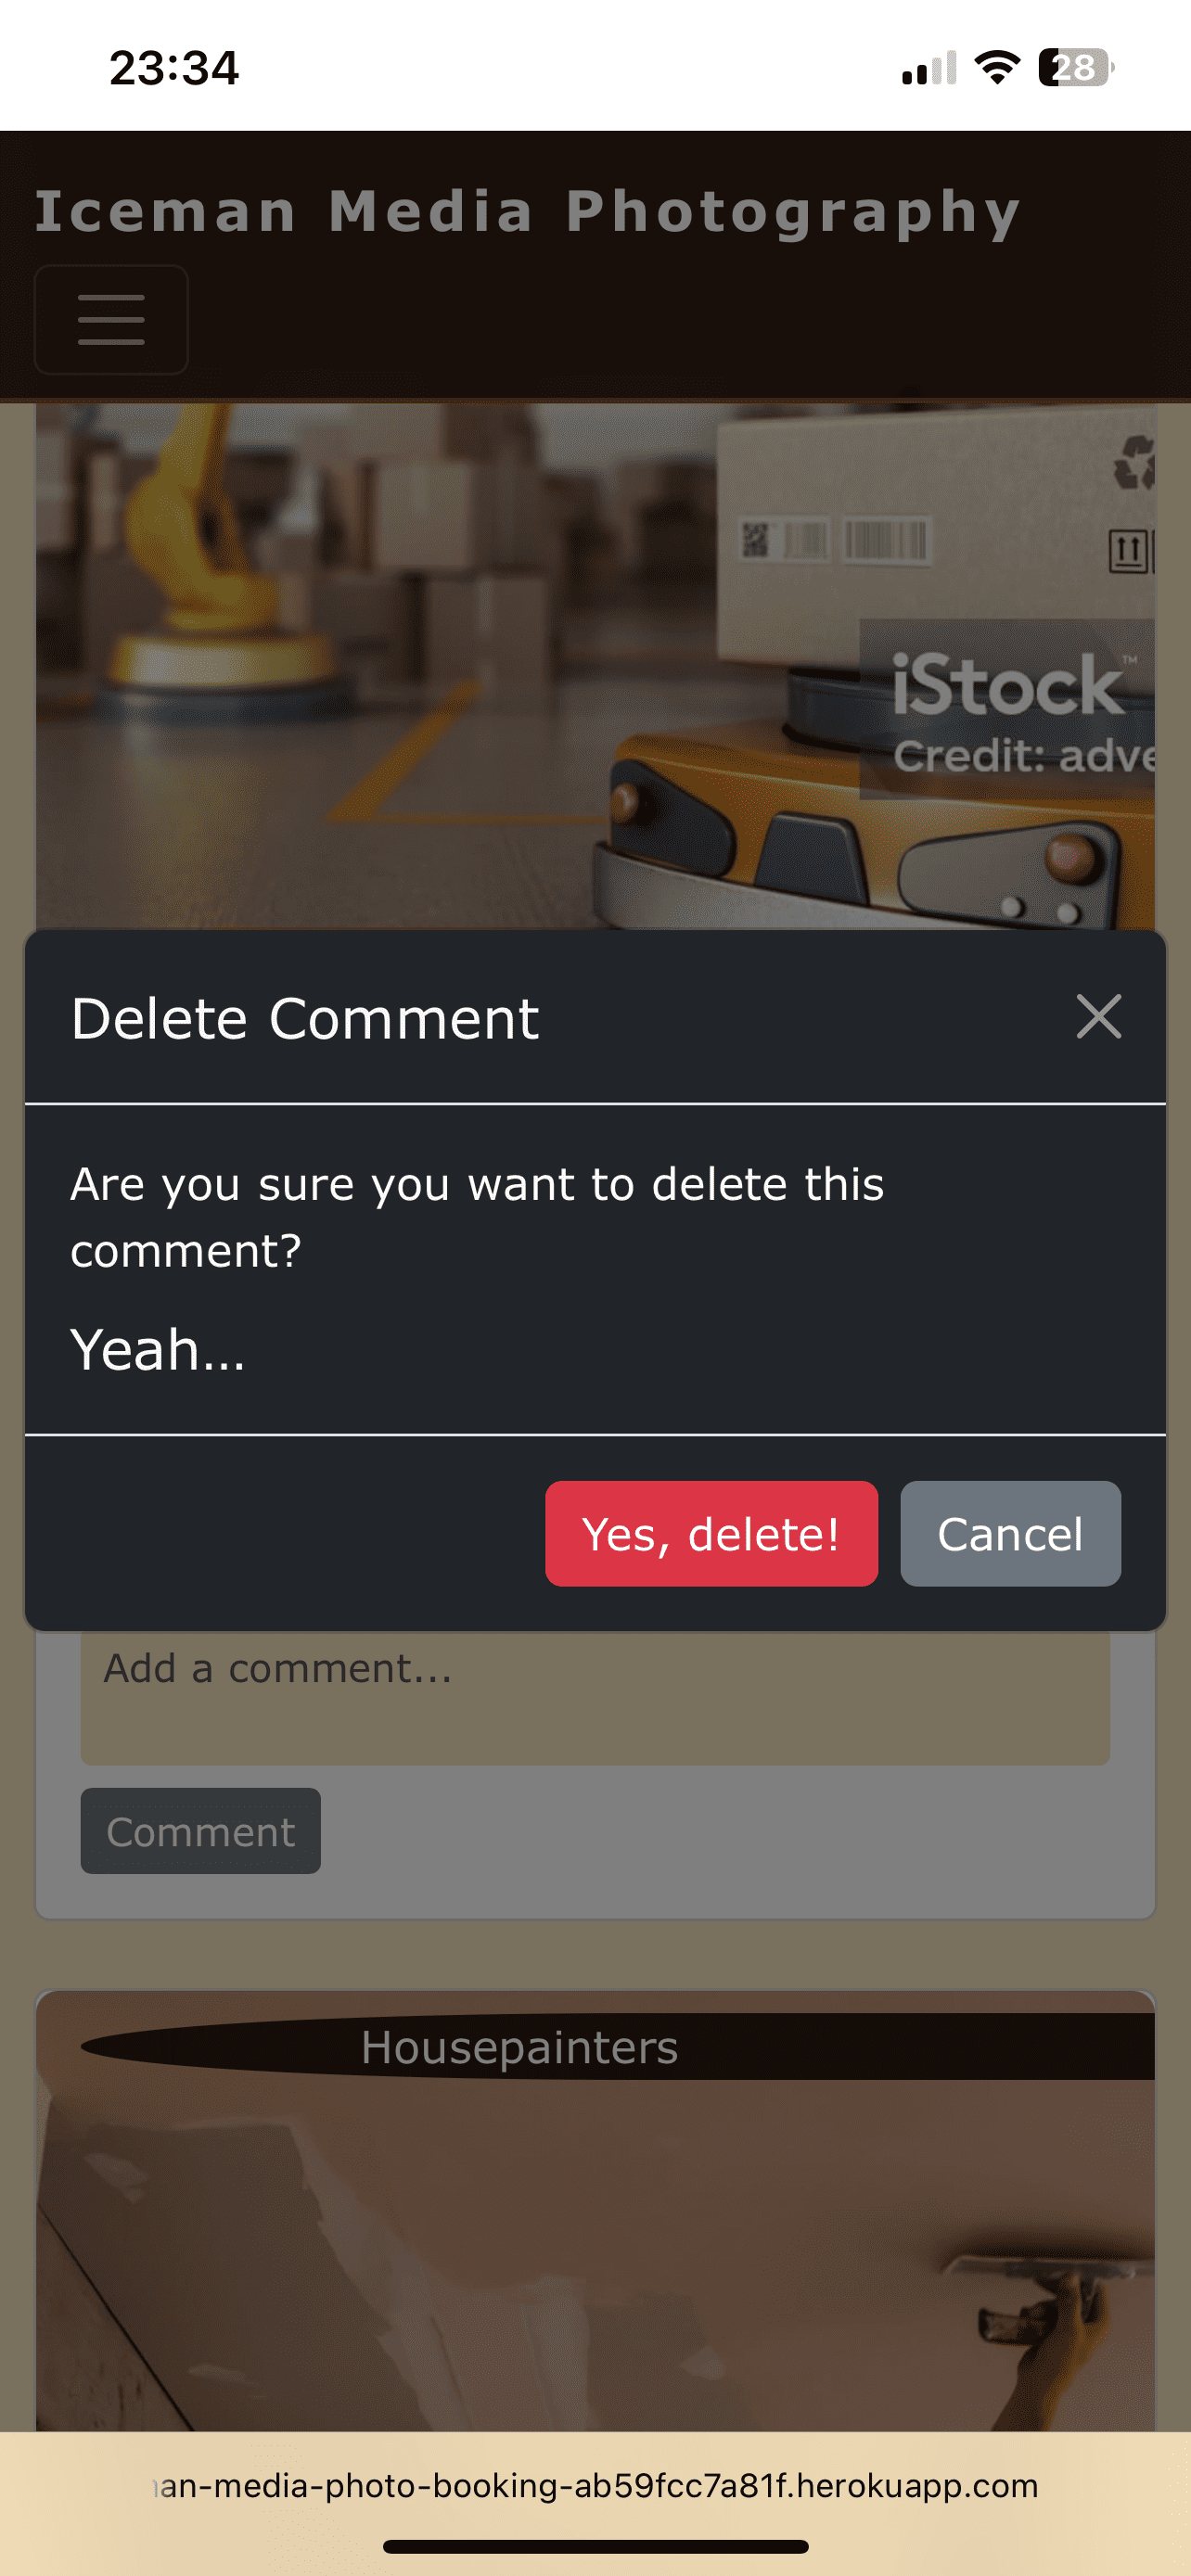 23:34
28
Iceman Media Photography
iStock™
Credit: adve
Delete Comment
Are you sure you want to delete this
comment?
Yeah...
Yes, delete!
Cancel
Add a comment...
Comment
Housepainters
an-media-photo-booking-ab59fcc7a81f.herokuapp.com